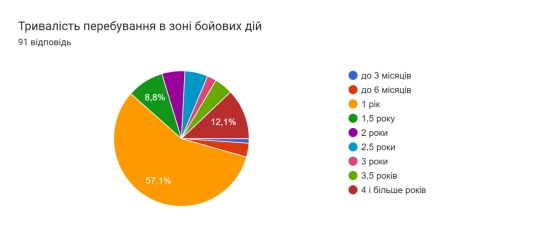 Тривалість перебування в зоні бойових дій
91 відповідь
8,8%
12,1%
57,1%
до 3 місяців
до 6 місяців
1 рік
1,5 року
2 роки
2,5 роки
3 роки
3,5 років
4 і більше років